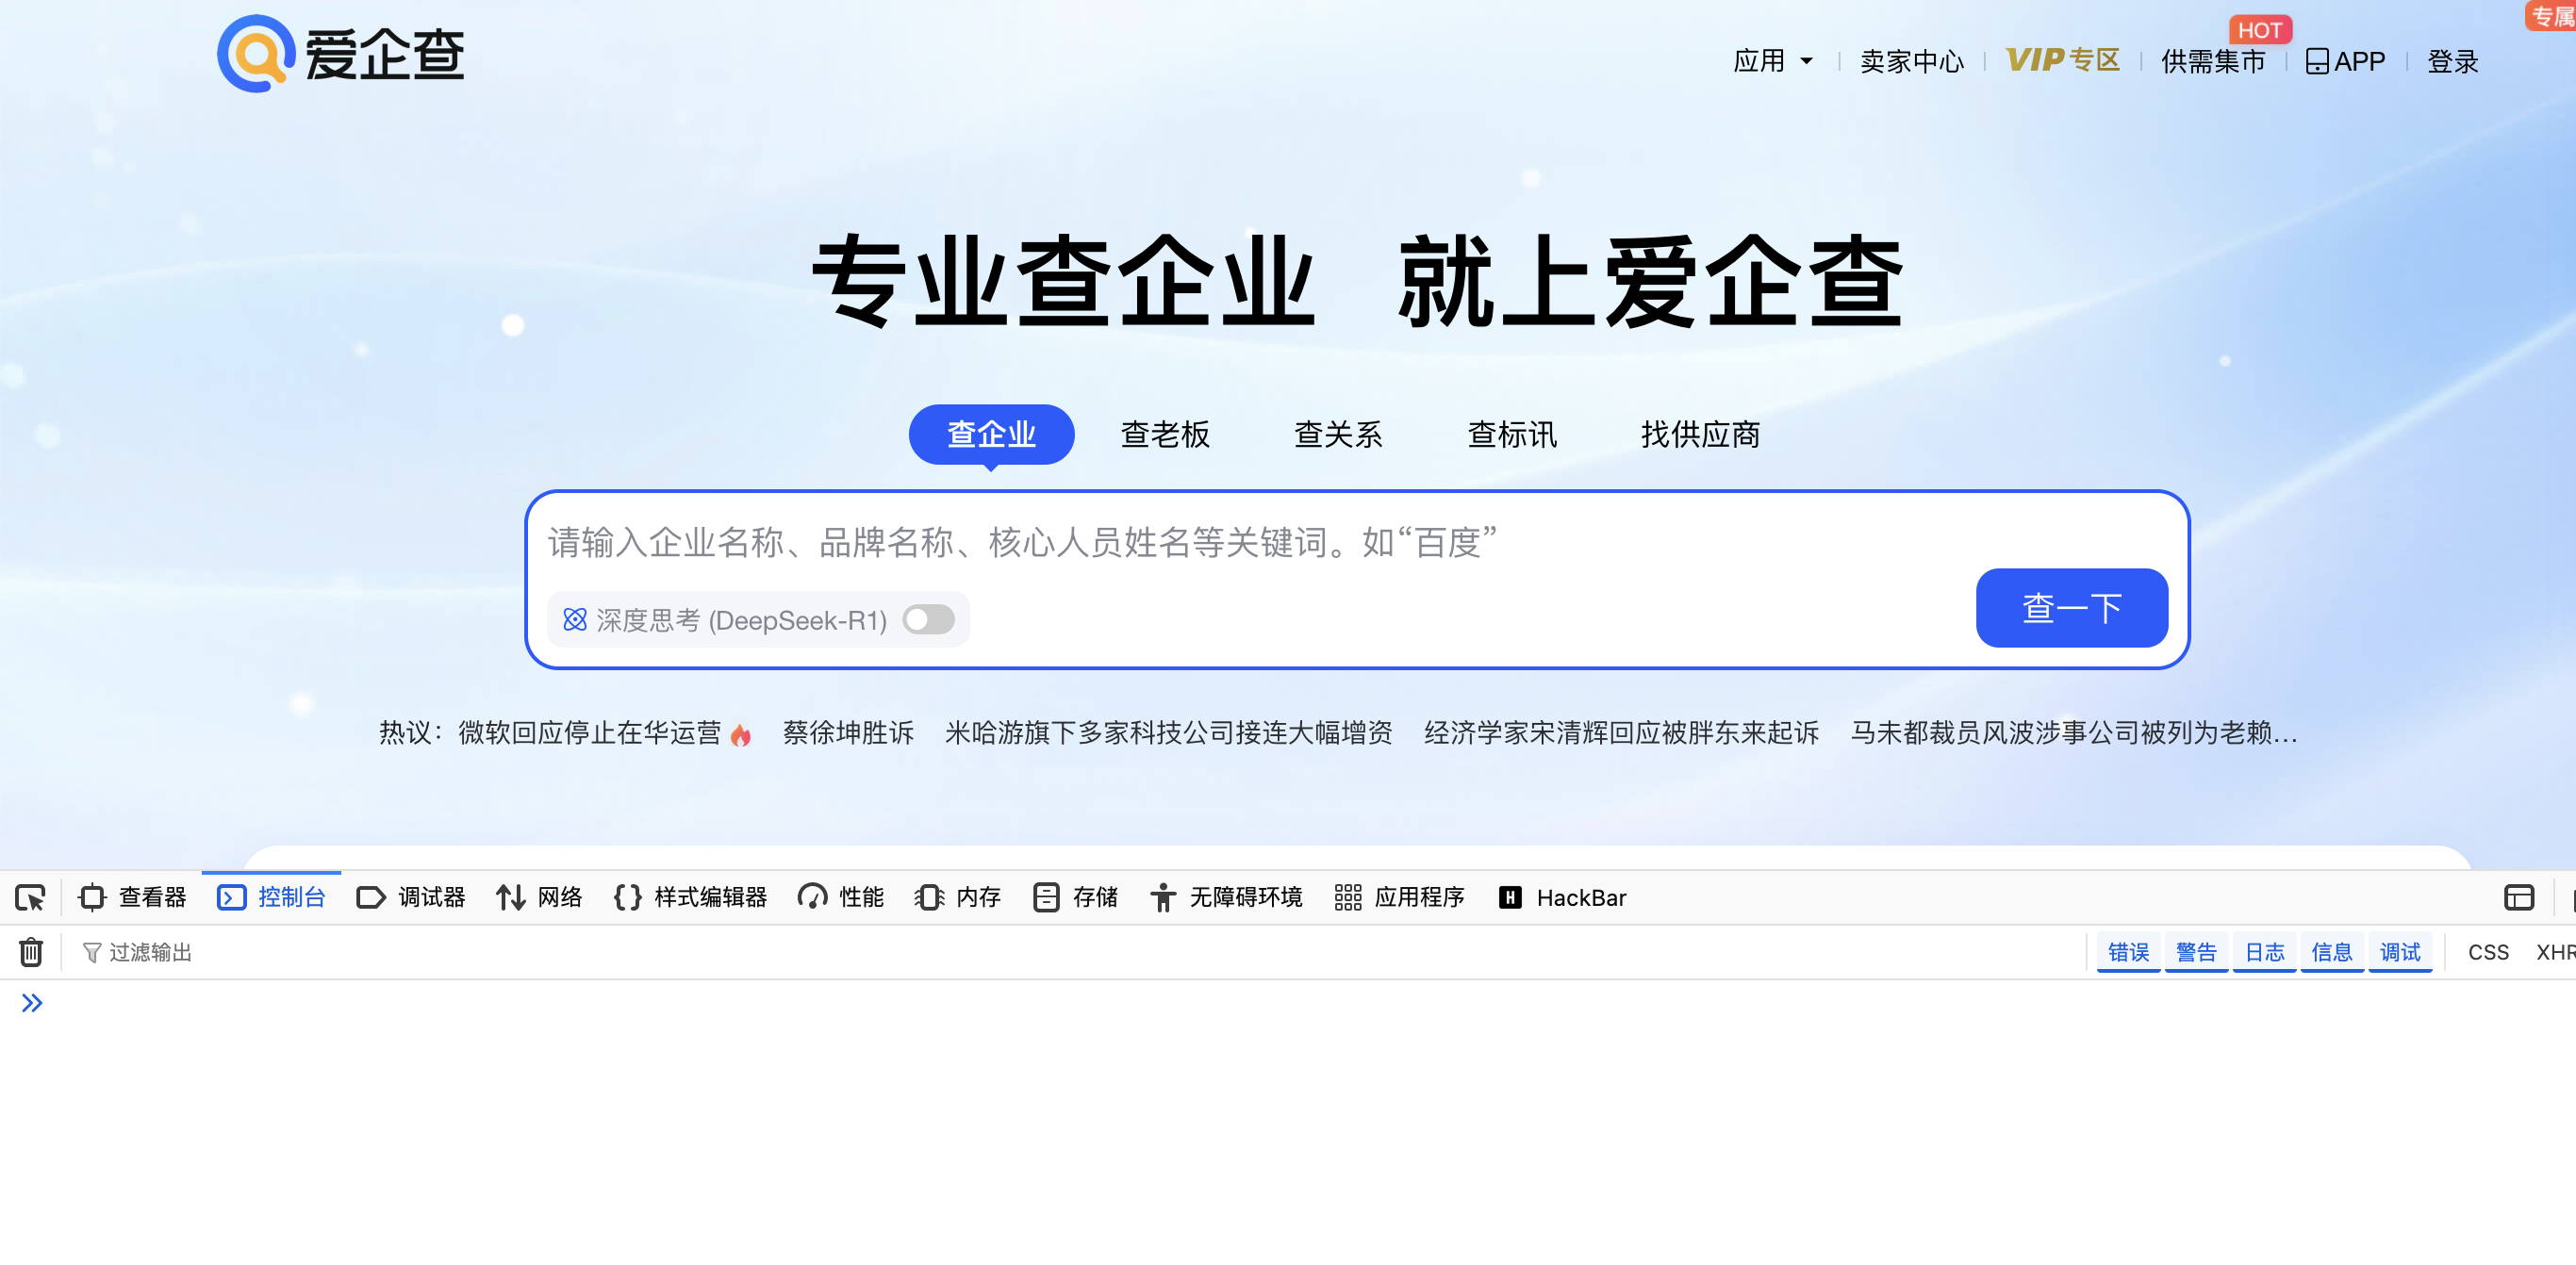 专属
HOT
爱企查
应用 卖家中心 VIP专区 供需集市 APP 登录
专业查企业 就上爱企查
查企业 查老板 查关系 查标讯 找供应商
请输入企业名称、品牌名称、核心人员姓名等关键词。如“百度”
深度思考 (DeepSeek-R1)
查一下
热议：微软回应停止在华运营 蔡徐坤胜诉 米哈游旗下多家科技公司接连大幅增资 经济学家宋清辉回应被胖东来起诉 马未都裁员风波涉事公司被列为老赖...
查看器 控制台 调试器 网络 样式编辑器 性能 内存 存储 无障碍环境 应用程序 H HackBar
过滤输出 错误 警告 日志 信息 调试 CSS XHR